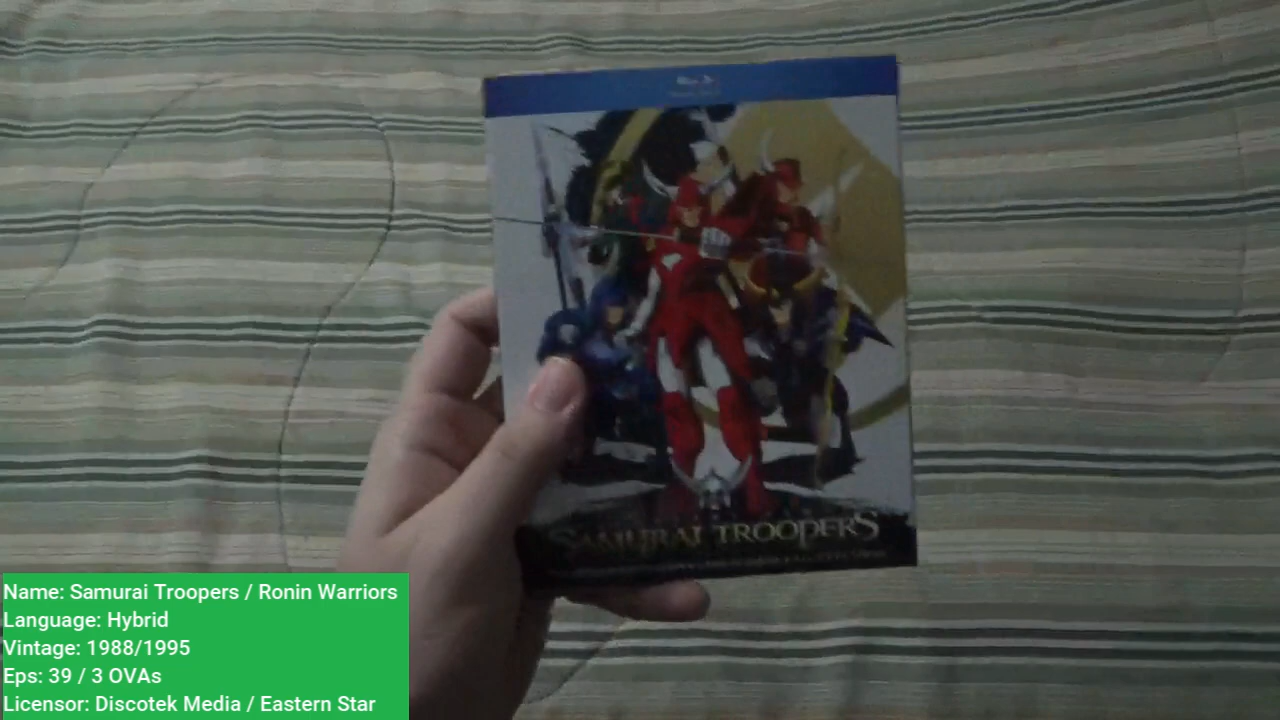 SAMURAI TROOPERS
Name: Samurai Troopers / Ronin Warriors
Language: Hybrid
Vintage: 1988/1995
Eps: 39 / 3 OVAs
Licensor: Discotek Media / Eastern Star